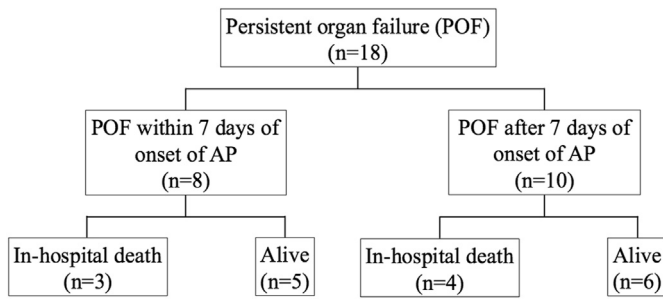 Persistent organ failure (POF)
(n=18)
POF within 7 days of
onset of AP
(n=8)
POF after 7 days of
onset of AP
(n=10)
In-hospital death
(n=3)
Alive
(n=5)
In-hospital death
(n=4)
Alive
(n=6)